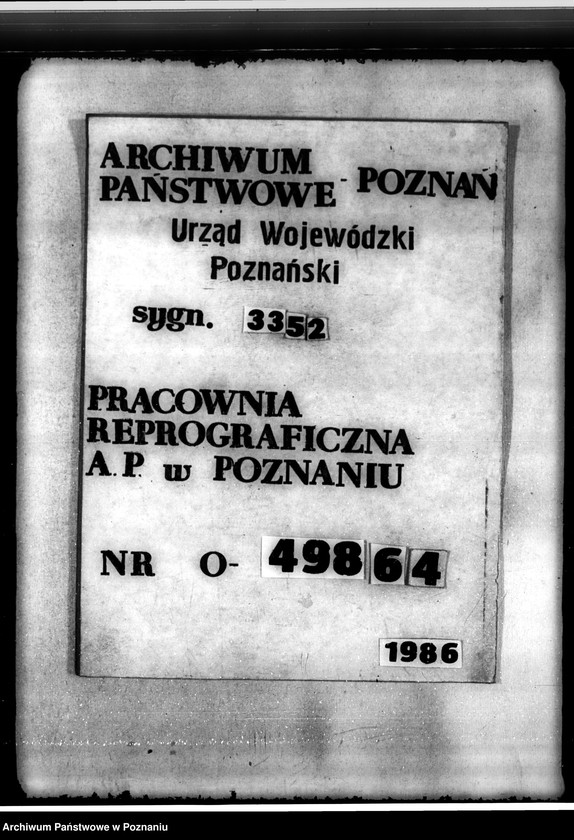 ARCHIWUM
PAŃSTWOWE - POZNAŃ
Urząd Wojewódzki
Poznański
sygn. 3352
PRACOWNIA
REPROGRAFICZNA
A.P. w POZNANIU
NR O- 49864
1986
Archiwum Państwowe w Poznaniu